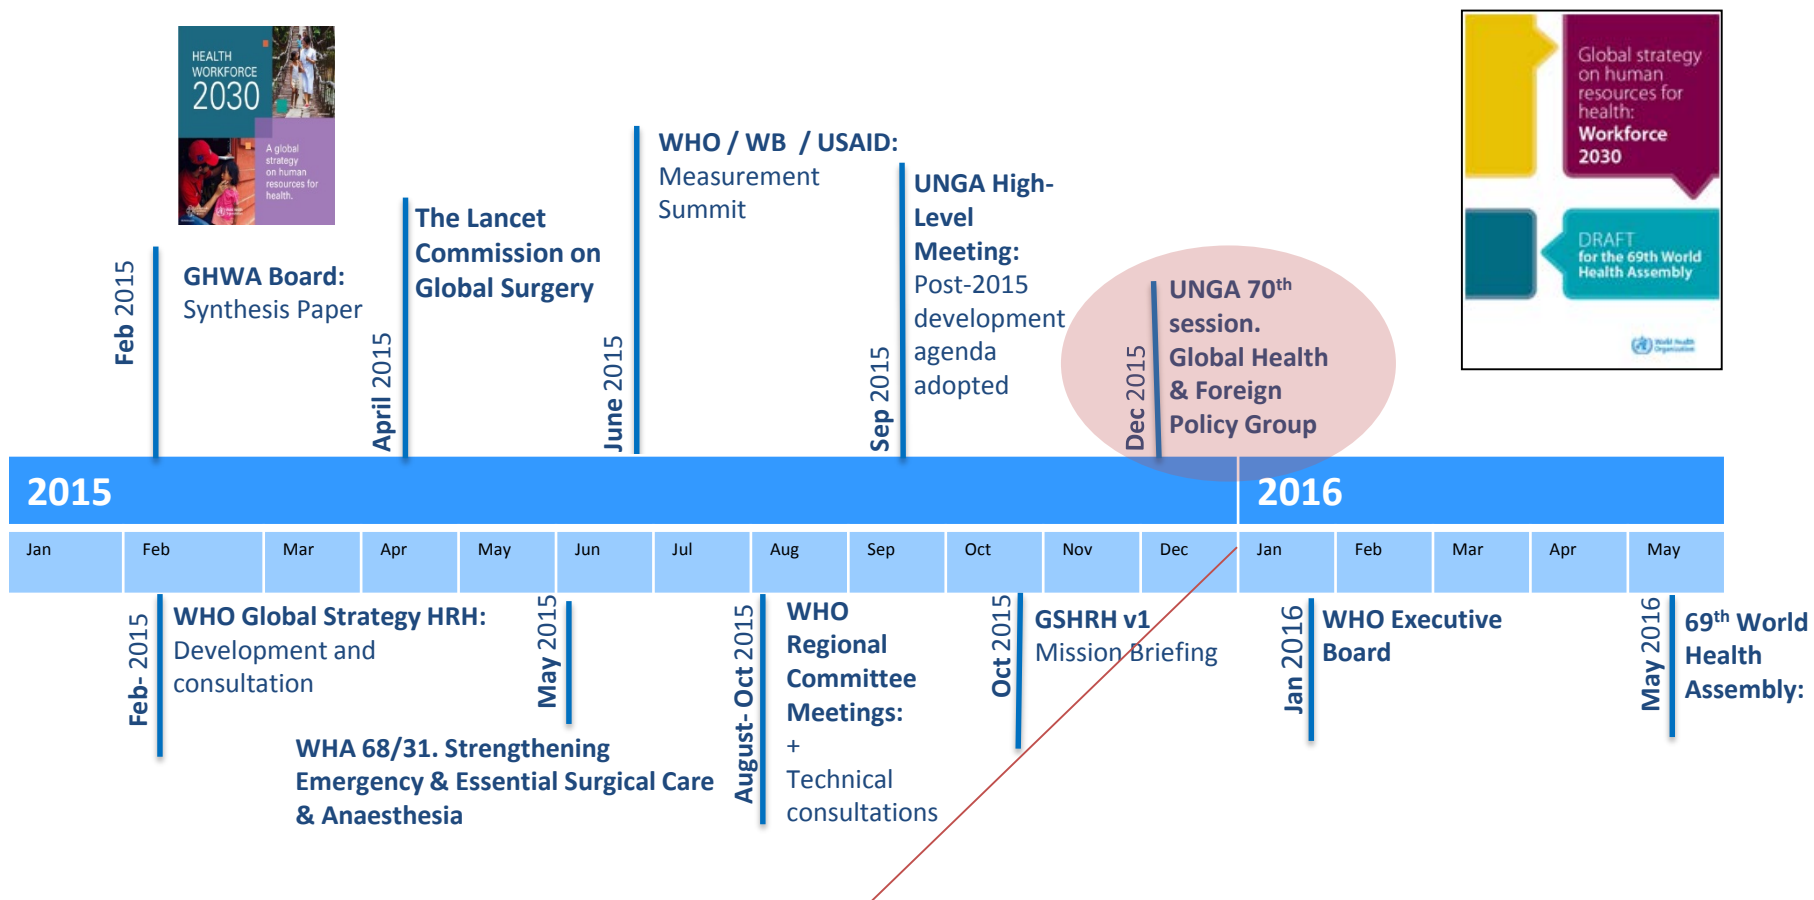 HEALTH
WORKFORCE
2030
A global
strategy
on human
resources for
health.
Global strategy
on human
resources for
health:
Workforce
2030
DRAFT
for the 69th World
Health Assembly
World Health
Organization
Feb 2015
GHWA Board:
Synthesis Paper
April 2015
The Lancet
Commission on
Global Surgery
June 2015
WHO / WB / USAID:
Measurement
Summit
Sep 2015
UNGA High-
Level
Meeting:
Post-2015
development
agenda
adopted
Dec 2015
UNGA 70th
session.
Global Health
& Foreign
Policy Group
2015
2016
Jan
Feb
Mar
Apr
May
Jun
Jul
Aug
Sep
Oct
Nov
Dec
Jan
Feb
Mar
Apr
May
Feb- 2015
WHO Global Strategy HRH:
Development and
consultation
May 2015
WHA 68/31. Strengthening
Emergency & Essential Surgical Care
& Anaesthesia
August- Oct 2015
WHO
Regional
Committee
Meetings:
+
Technical
consultations
Oct 2015
GSHRH v1
Mission Briefing
Jan 2016
WHO Executive
Board
May 2016
69th World
Health
Assembly: